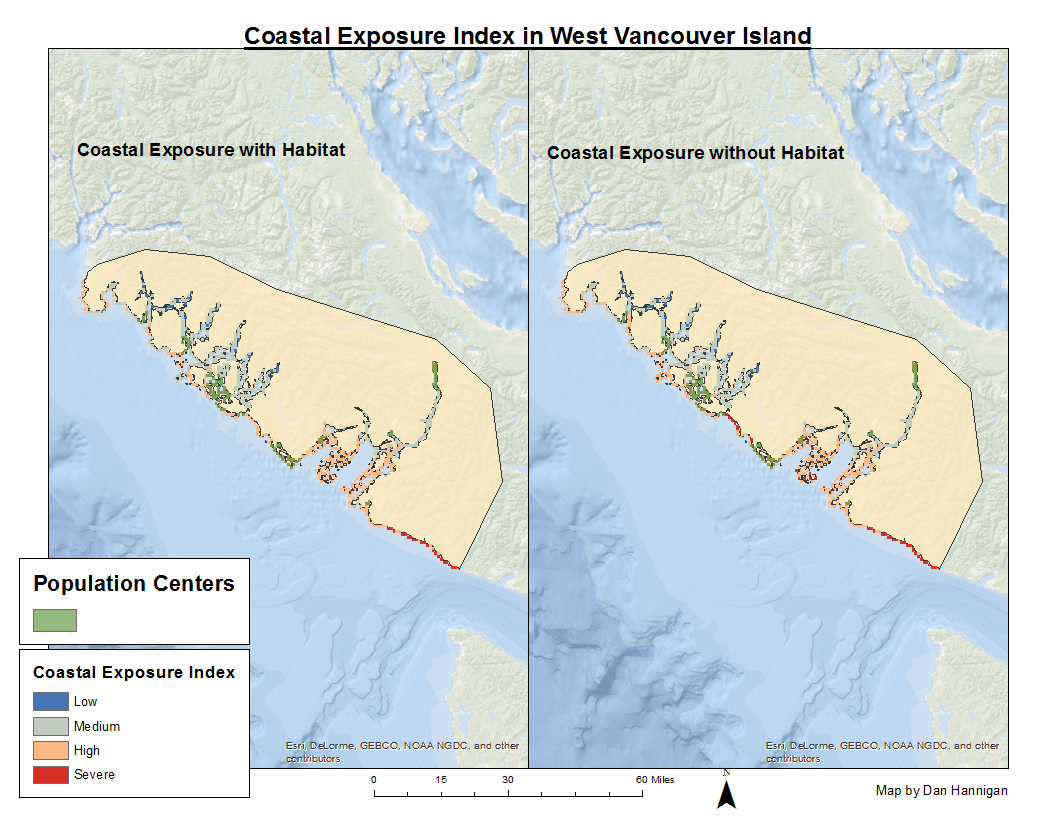 Coastal Exposure Index in West Vancouver Island
Coastal Exposure with Habitat
Coastal Exposure without Habitat
Population Centers
Coastal Exposure Index
Low
Medium
High
Severe
Esri, DeLorme, GEBCO, NOAA NGDC, and other
contributors
Esri, DeLorme, GEBCO, NOAA NGDC, and other
contributors
0 15 30 60 Miles
N
Map by Dan Hannigan